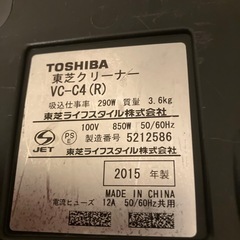 TOSHIBA
東芝クリーナー
VC-C4(R)
吸込仕事率 290W 質量 3.6kg
東芝ライフスタイル株式会社
100V 850W 50/60Hz
製造番号 5212586
JET
PS E
東芝ライフスタイル株式会社
2015 年製
MADE IN CHINA
電流ヒューズ 12A 50/60Hz共用